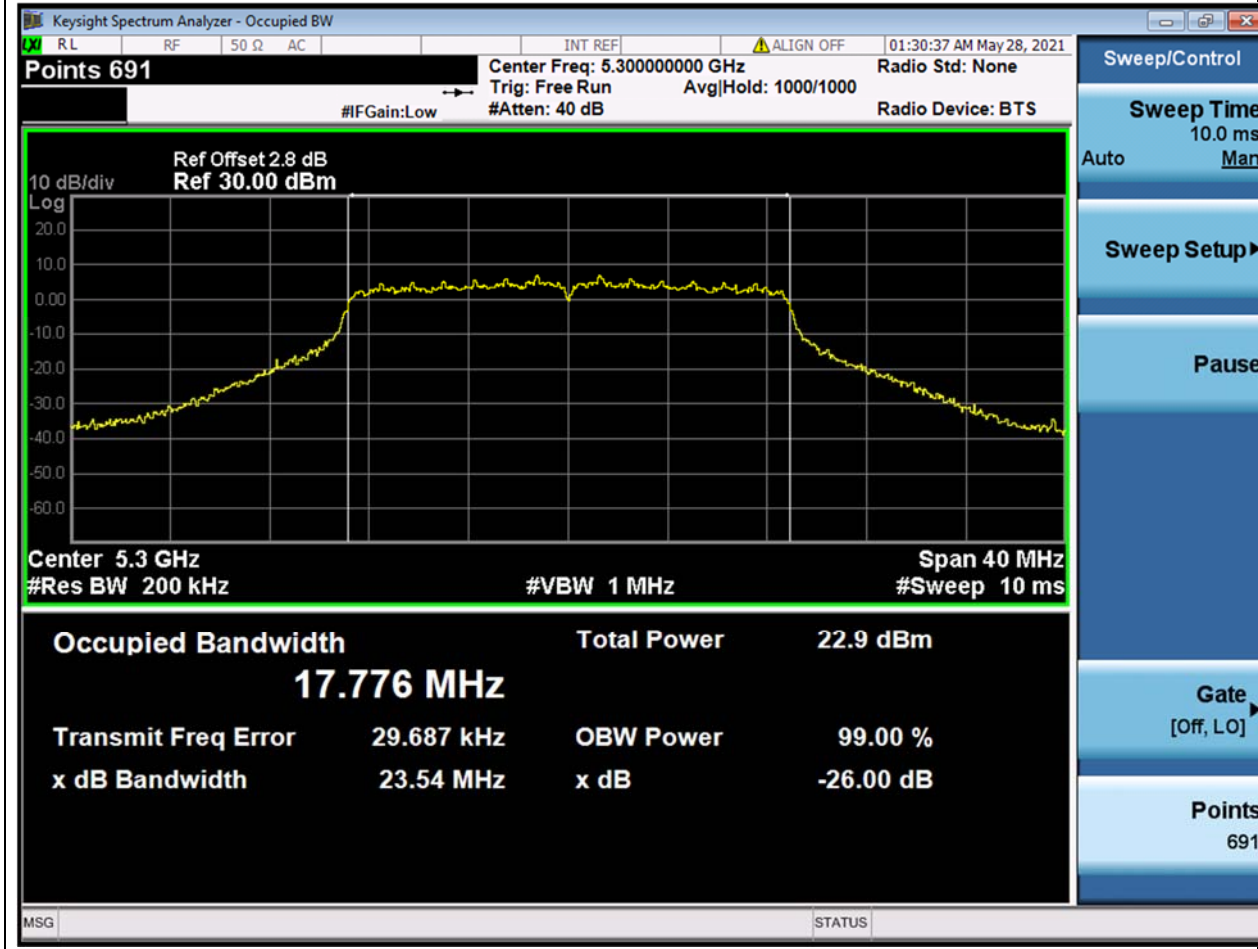 Keysight Spectrum Analyzer - Occupied BW
LXI RL RF 50 Ω AC INT REF ALIGN OFF 01:30:37 AM May 28, 2021
Points 691
Center Freq: 5.300000000 GHz Radio Std: None
Trig: Free Run Avg|Hold: 1000/1000
#IFGain:Low #Atten: 40 dB Radio Device: BTS
Ref Offset 2.8 dB
10 dB/div Ref 30.00 dBm
Log
20.0
10.0
0.00
-10.0
-20.0
-30.0
-40.0
-50.0
-60.0
Center 5.3 GHz Span 40 MHz
#Res BW 200 kHz #VBW 1 MHz #Sweep 10 ms
Occupied Bandwidth Total Power 22.9 dBm
17.776 MHz
Transmit Freq Error 29.687 kHz OBW Power 99.00 %
x dB Bandwidth 23.54 MHz x dB -26.00 dB
MSG STATUS
Sweep/Control
Sweep Time
10.0 ms
Auto Man
Sweep Setup
Pause
Gate
[Off, LO]
Points
691